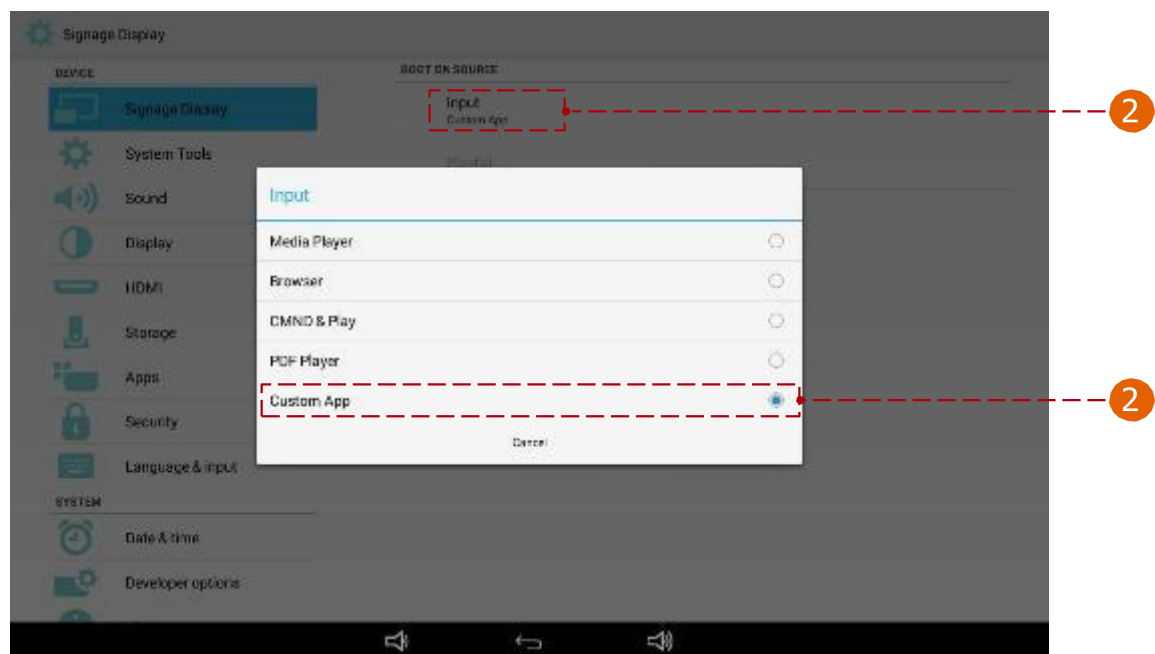 Signage Display
DEVICE
BOOT ON SOURCE
Signage Display
Input
Custom App
2
System Tools
Playlist
Sound
Input
Display
Media Player
HDMI
Browser
Storage
CMND & Play
Apps
PDF Player
Custom App
2
Security
Cancel
Language & input
SYSTEM
Date & time
Developer options